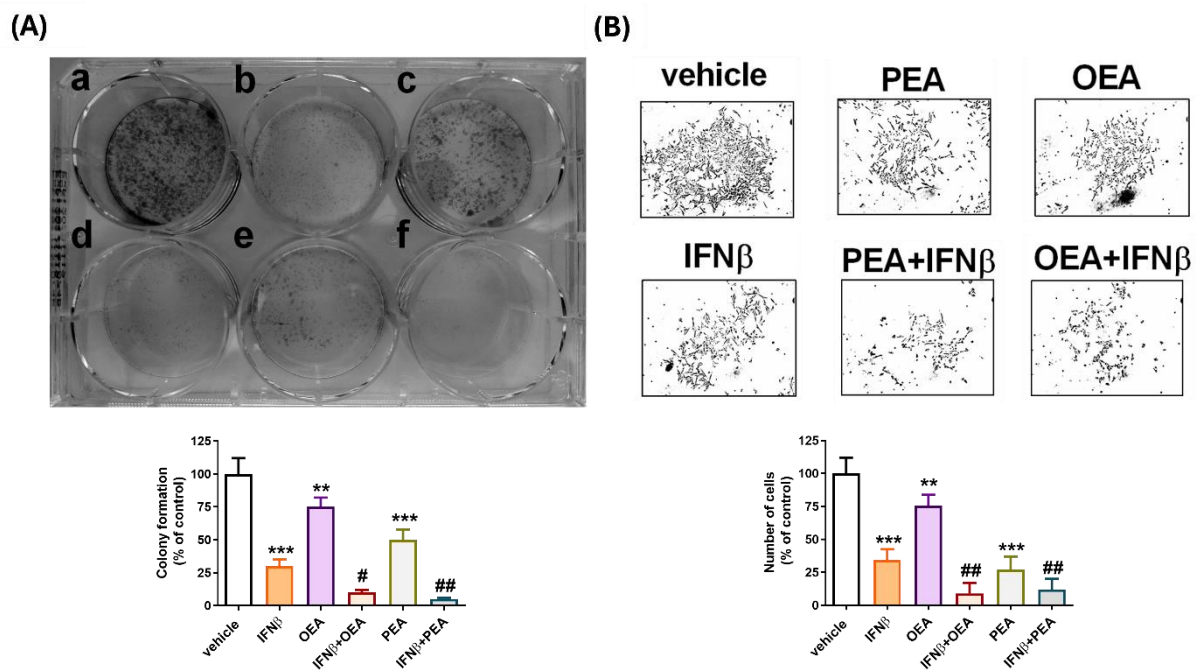 (A)
(B)
a
b
c
d
e
f
vehicle
PEA
OEA
IFNβ
PEA+IFNβ
OEA+IFNβ
Colony formation
(% of control)
125
100
75
50
25
0
***
**
#
***
##
vehicle
IFNβ
OEA
IFNβ+OEA
PEA
IFNβ+PEA
Number of cells
(% of control)
125
100
75
50
25
0
***
**
##
***
##
vehicle
IFNβ
OEA
IFNβ+OEA
PEA
IFNβ+PEA